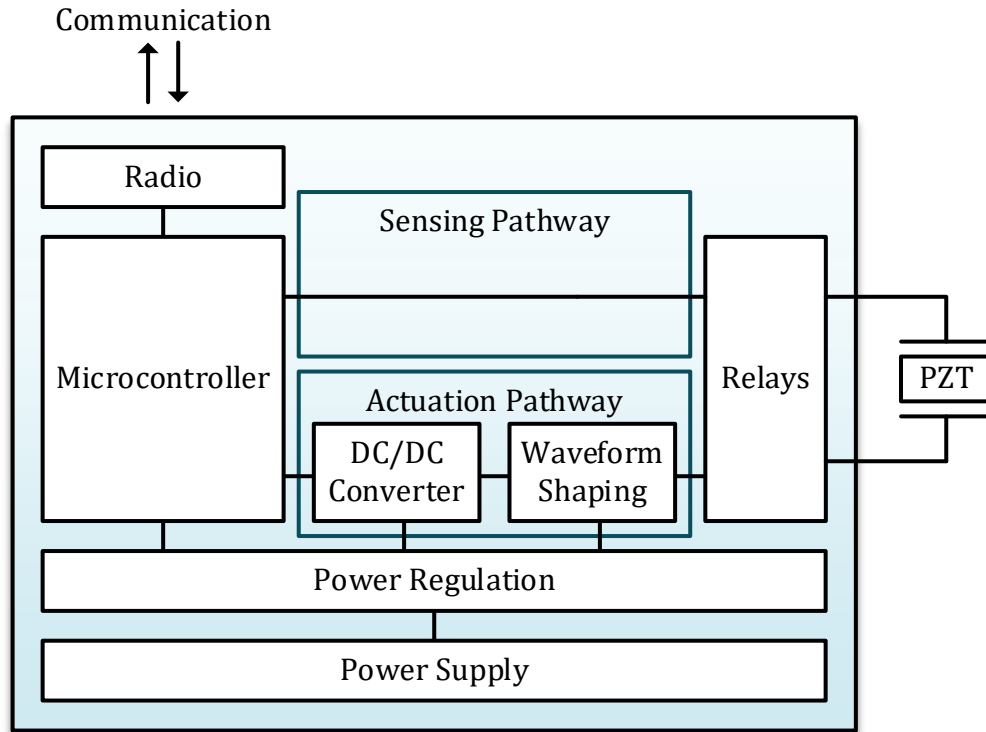 Communication
Radio
Sensing Pathway
Microcontroller
Relays
PZT
Actuation Pathway
DC/DC
Converter
Waveform
Shaping
Power Regulation
Power Supply